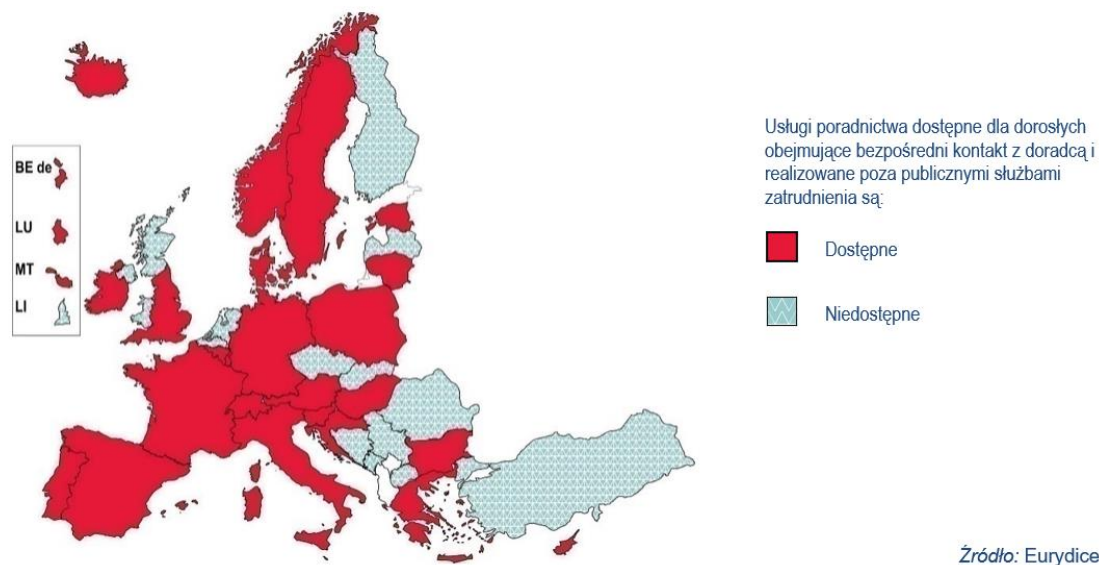 BE de
LU
MT
LI
Usługi poradnictwa dostępne dla dorosłych
obejmujące bezpośredni kontakt z doradcą i
realizowane poza publicznymi służbami
zatrudnienia są:
Dostępne
Niedostępne
Źródło: Eurydice